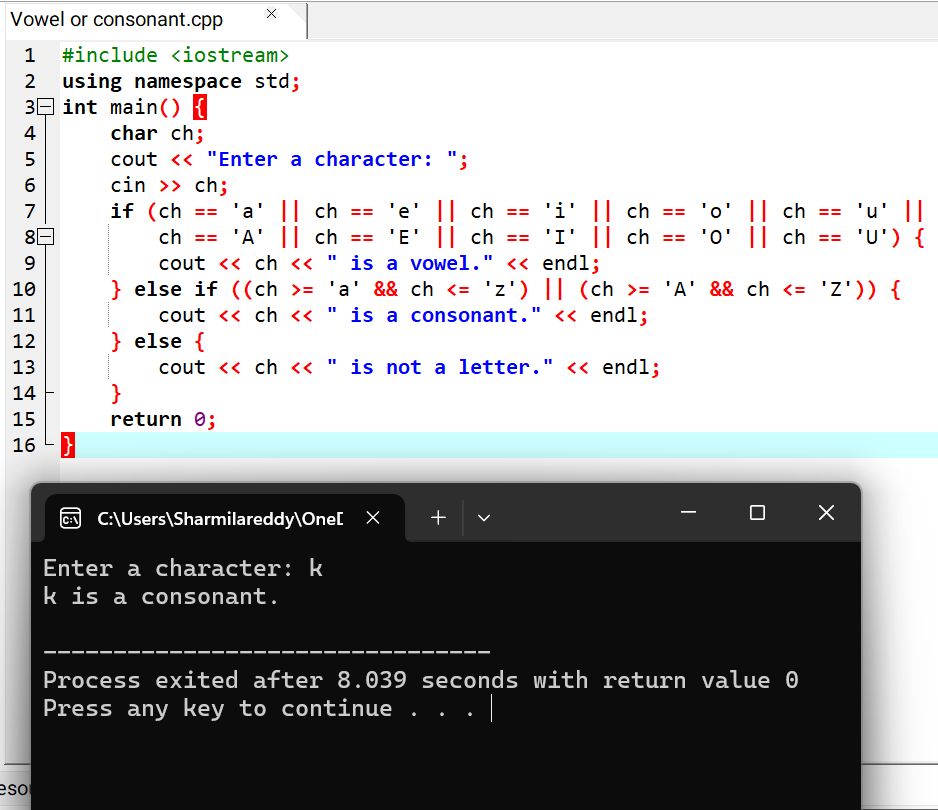 Vowel or consonant.cpp ×
1 #include <iostream>
2 using namespace std;
3 int main() {
4 char ch;
5 cout << "Enter a character: ";
6 cin >> ch;
7 if (ch == 'a' || ch == 'e' || ch == 'i' || ch == 'o' || ch == 'u' ||
8 ch == 'A' || ch == 'E' || ch == 'I' || ch == 'O' || ch == 'U') {
9 cout << ch << " is a vowel." << endl;
10 } else if ((ch >= 'a' && ch <= 'z') || (ch >= 'A' && ch <= 'Z')) {
11 cout << ch << " is a consonant." << endl;
12 } else {
13 cout << ch << " is not a letter." << endl;
14 }
15 return 0;
16 }
C:\Users\Sharmilareddy\OneD
Enter a character: k
k is a consonant.
--------------------------------
Process exited after 8.039 seconds with return value 0
Press any key to continue . . .